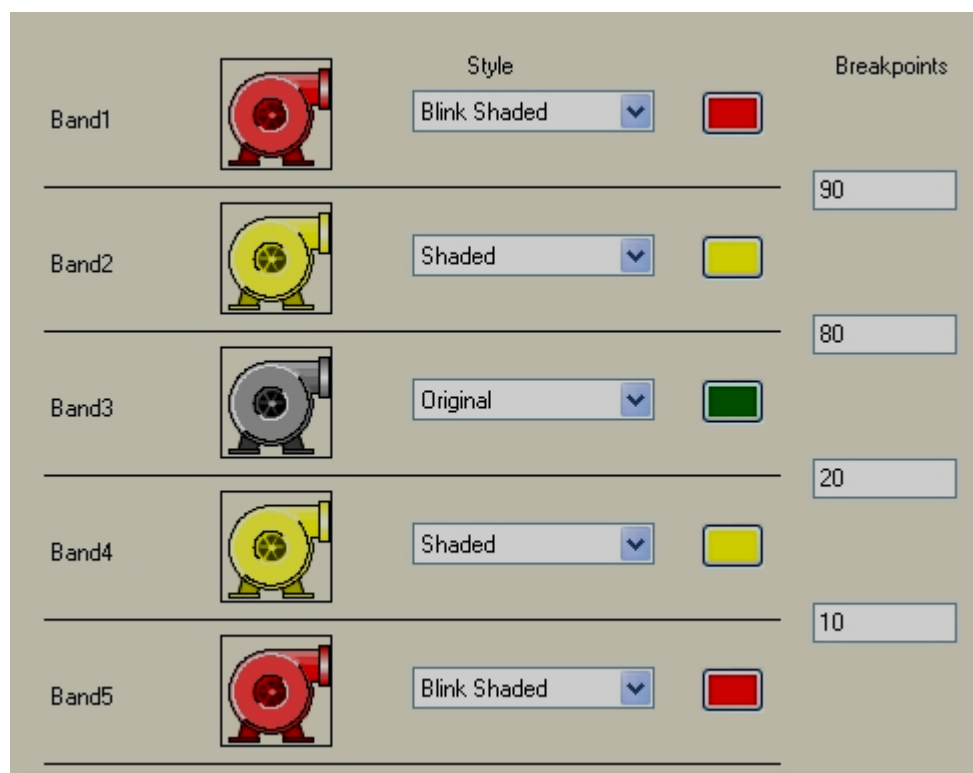 Style Breakpoints
Band1 Blink Shaded
90
Band2 Shaded
80
Band3 Original
20
Band4 Shaded
10
Band5 Blink Shaded